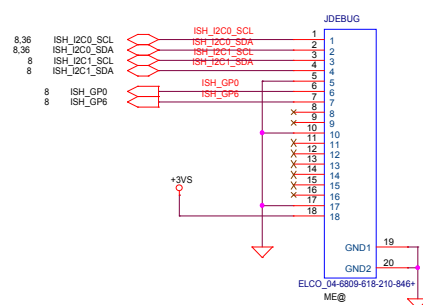 JDEBUG
8,36 ISH_I2C0_SCL ISH_I2C0_SCL 1 1
8,36 ISH_I2C0_SDA ISH_I2C0_SDA 2 2
8 ISH_I2C1_SCL ISH_I2C1_SCL 3 3
8 ISH_I2C1_SDA ISH_I2C1_SDA 4 4
5 5
8 ISH_GP0 ISH_GP0 6 6
8 ISH_GP6 ISH_GP6 7 7
8 8
9 9
10 10
11 11
12 12
13 13
14 14
15 15
+3VS 16 16
17 17
18 18
GND1 19
GND2 20
ELCO_04-6809-618-210-846+
ME@